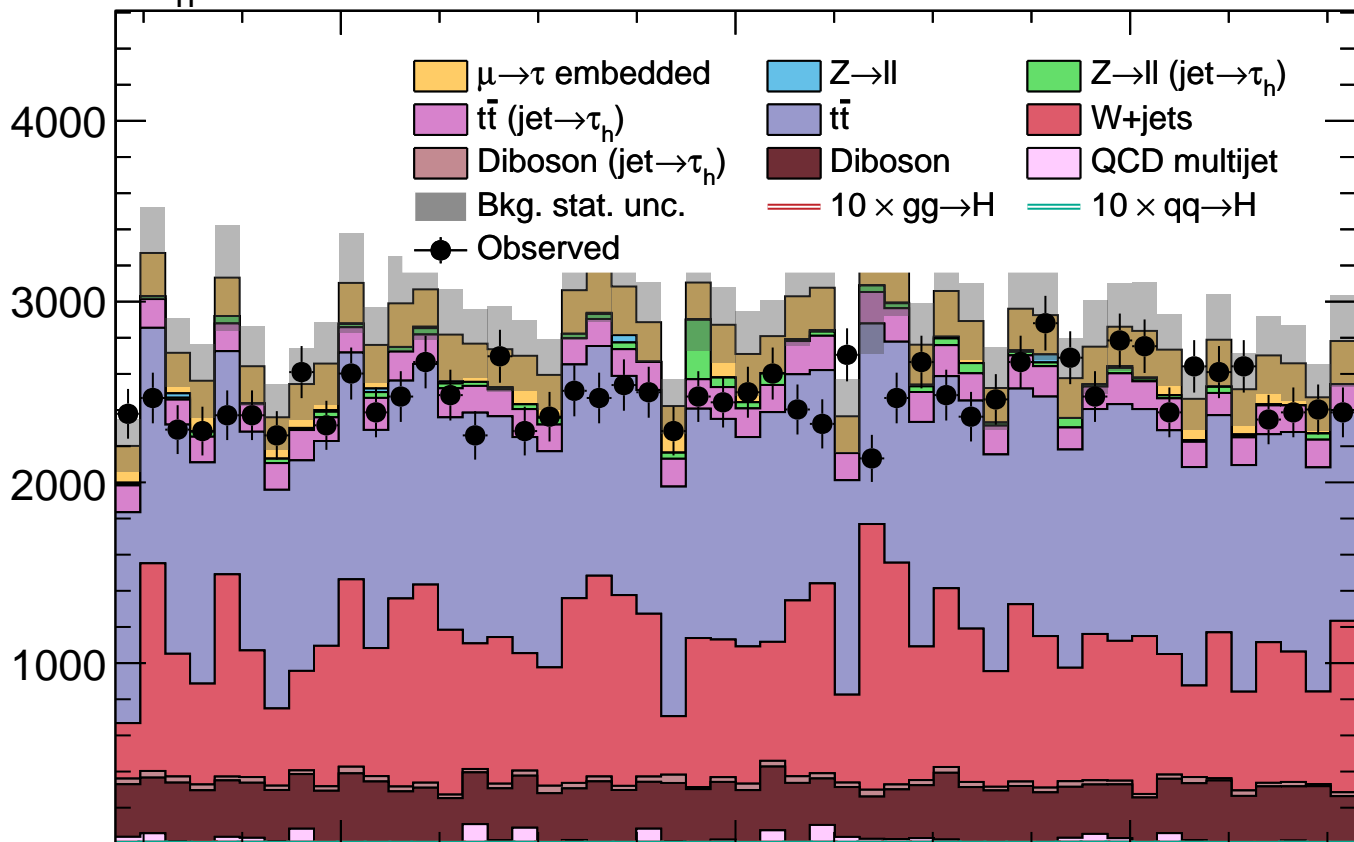 μ→τ embedded Z→ll Z→ll (jet→τh)
tt̄ (jet→τh) tt̄ W+jets
Diboson (jet→τh) Diboson QCD multijet
Bkg. stat. unc. 10 × gg→H 10 × qq→H
Observed
4000
3000
2000
1000